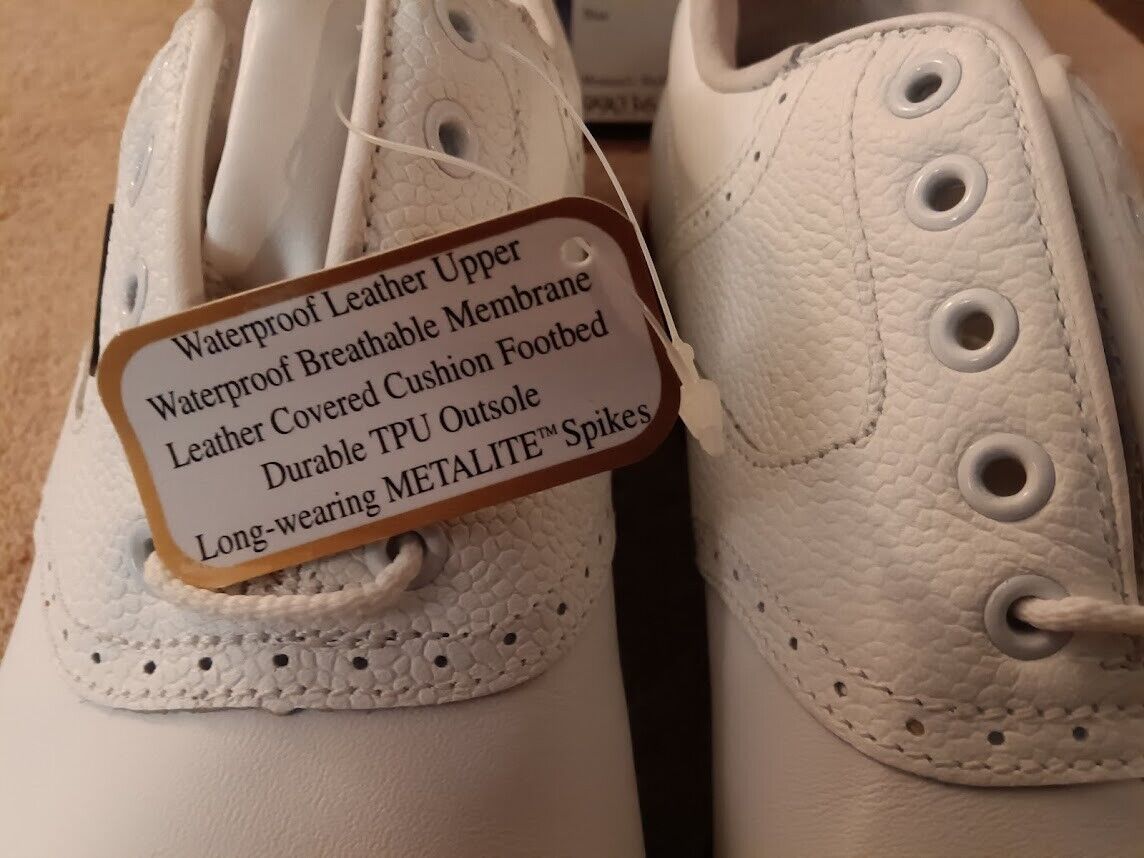 Waterproof Leather Upper
Waterproof Breathable Membrane
Leather Covered Cushion Footbed
Durable TPU Outsole
Long-wearing METALITE™ Spikes